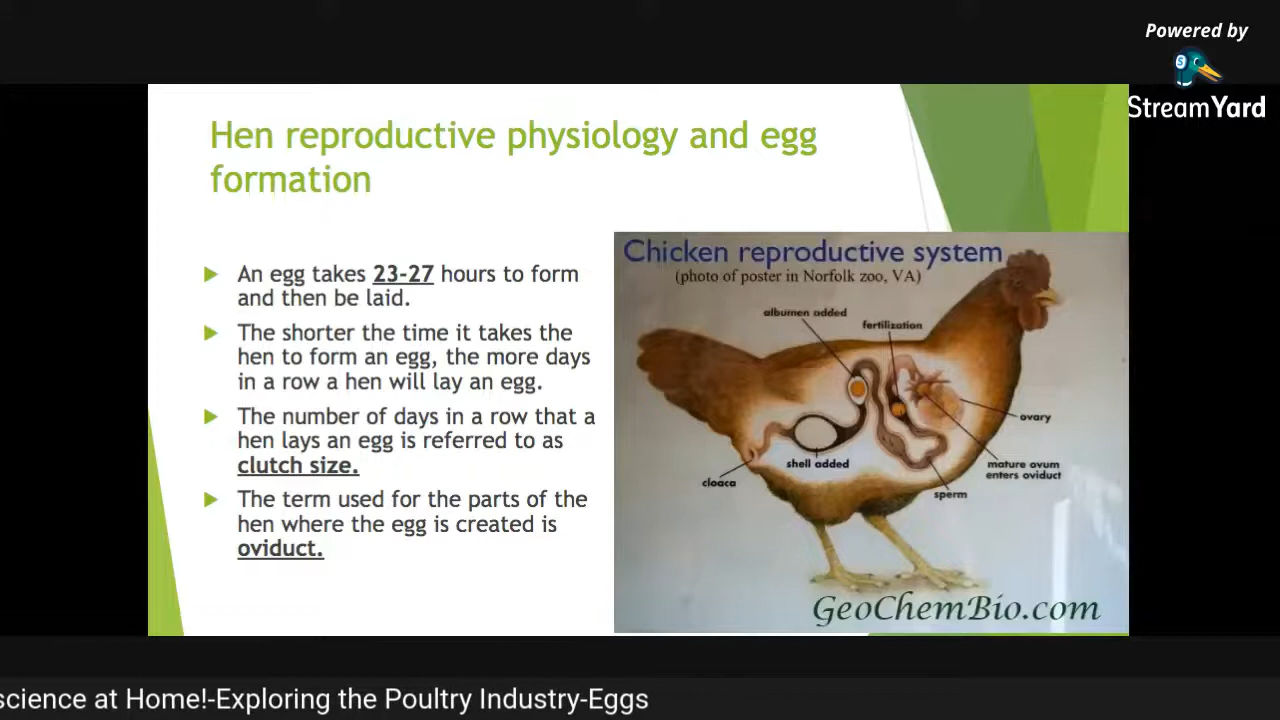 Powered by
StreamYard
Hen reproductive physiology and egg
formation
An egg takes 23-27 hours to form
and then be laid.
The shorter the time it takes the
hen to form an egg, the more days
in a row a hen will lay an egg.
The number of days in a row that a
hen lays an egg is referred to as
clutch size.
The term used for the parts of the
hen where the egg is created is
oviduct.
Chicken reproductive system
(photo of poster in Norfolk zoo, VA)
albumen added
fertilization
ovary
mature ovum
enters oviduct
shell added
cloaca
sperm
GeoChemBio.com
science at Home!-Exploring the Poultry Industry-Eggs